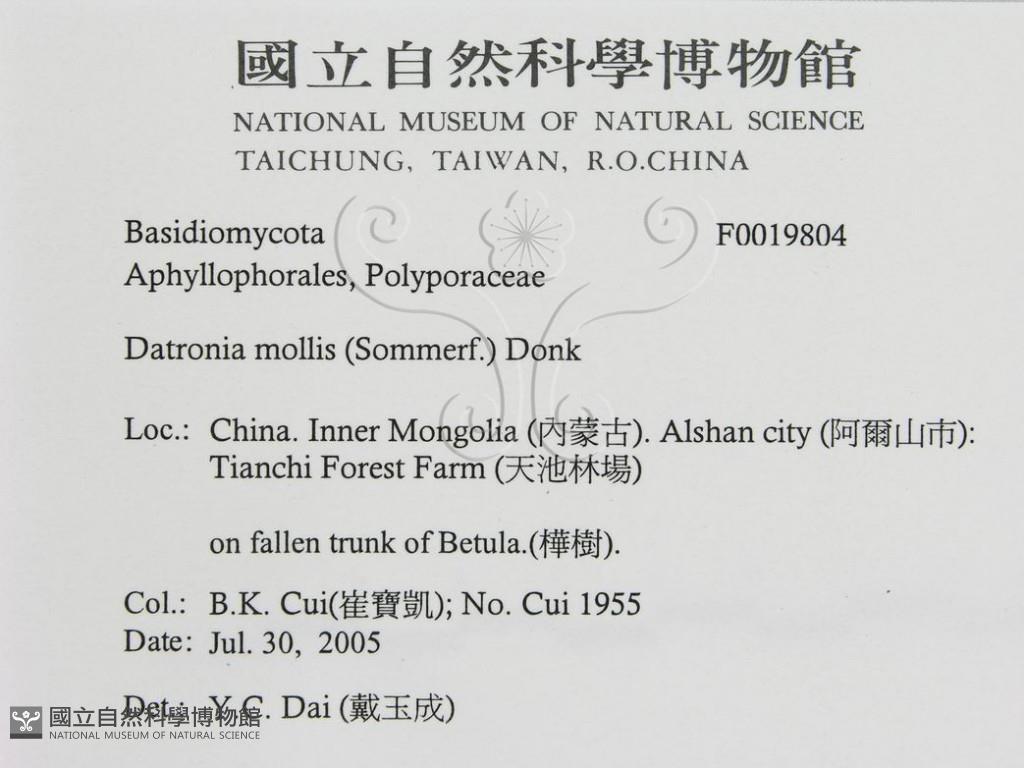 國立自然科學博物館
NATIONAL MUSEUM OF NATURAL SCIENCE
TAICHUNG, TAIWAN, R.O.CHINA
Basidiomycota F0019804
Aphyllophorales, Polyporaceae
Datronia mollis (Sommerf.) Donk
Loc.: China. Inner Mongolia (內蒙古). Alshan city (阿爾山市):
Tianchi Forest Farm (天池林場)
on fallen trunk of Betula.(樺樹).
Col.: B.K. Cui(崔寶凱); No. Cui 1955
Date: Jul. 30, 2005
Det.: Y.C. Dai (戴玉成)
國立自然科學博物館
NATIONAL MUSEUM OF NATURAL SCIENCE